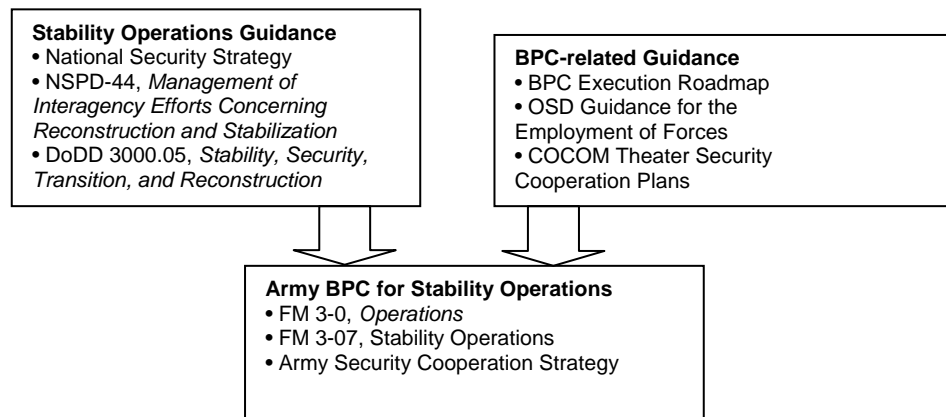 Stability Operations Guidance
• National Security Strategy
• NSPD-44, Management of
Interagency Efforts Concerning
Reconstruction and Stabilization
• DoDD 3000.05, Stability, Security,
Transition, and Reconstruction
BPC-related Guidance
• BPC Execution Roadmap
• OSD Guidance for the
Employment of Forces
• COCOM Theater Security
Cooperation Plans
Army BPC for Stability Operations
• FM 3-0, Operations
• FM 3-07, Stability Operations
• Army Security Cooperation Strategy